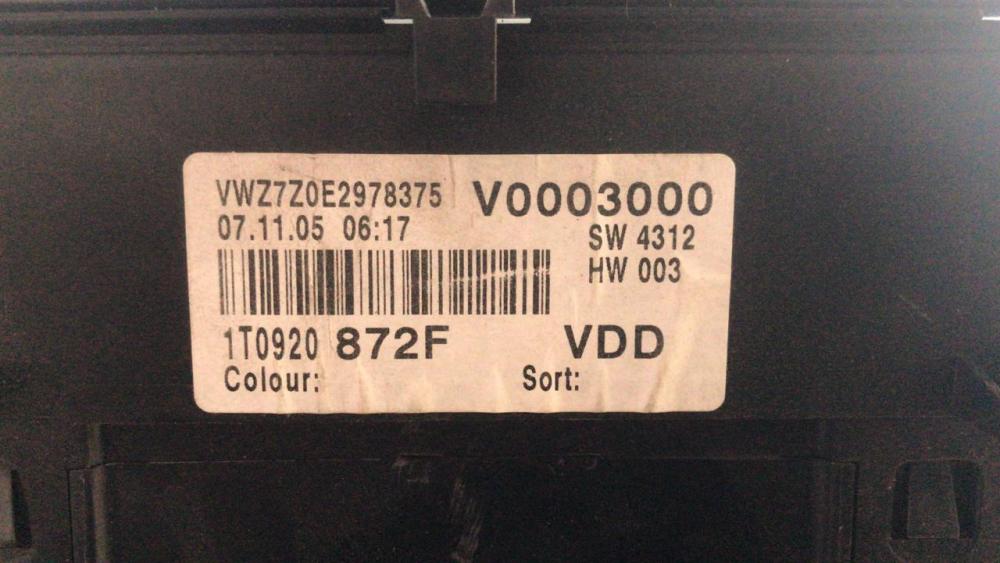 VWZ7Z0E2978375 V0003000
07.11.05 06:17 SW 4312
HW 003
1T0920 872F VDD
Colour: Sort: